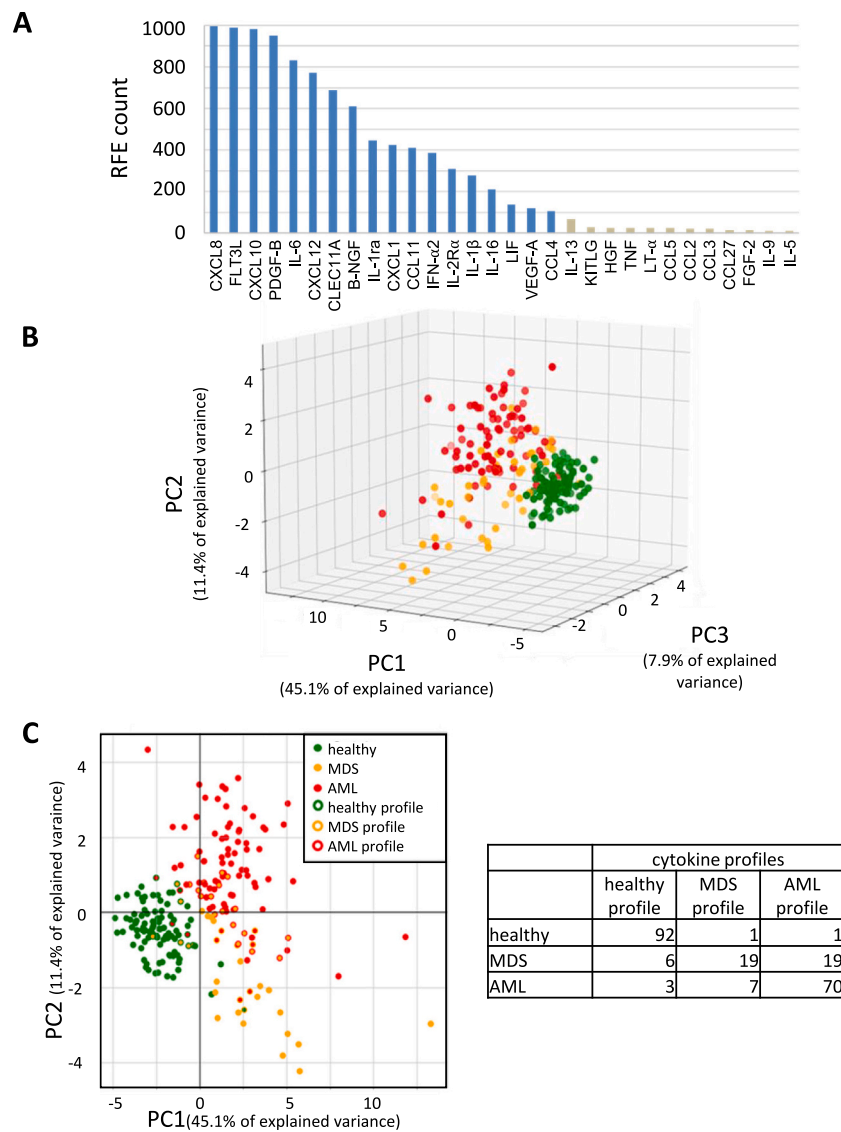 A
RFE count
1000
800
600
400
200
0
CXCL8
FLT3L
CXCL10
PDGF-B
IL-6
CXCL12
CLEC11A
B-NGF
IL-1ra
CXCL1
CCL11
IFN-α2
IL-2Rα
IL-1β
IL-16
LIF
VEGF-A
CCL4
IL-13
KITLG
HGF
TNF
LT-α
CCL5
CCL2
CCL3
CCL27
FGF-2
IL-9
IL-5
B
PC2
(11.4% of explained varaince)
4
2
0
-2
-4
10
5
0
-5
PC1
(45.1% of explained variance)
-2
0
2
4
PC3
(7.9% of explained
variance)
C
PC2 (11.4% of explained varaince)
4
2
0
-2
-4
-5
0
5
10
PC1(45.1% of explained variance)
healthy
MDS
AML
healthy profile
MDS profile
AML profile
cytokine profiles
healthy profile MDS profile AML profile
healthy 92 1 1
MDS 6 19 19
AML 3 7 70